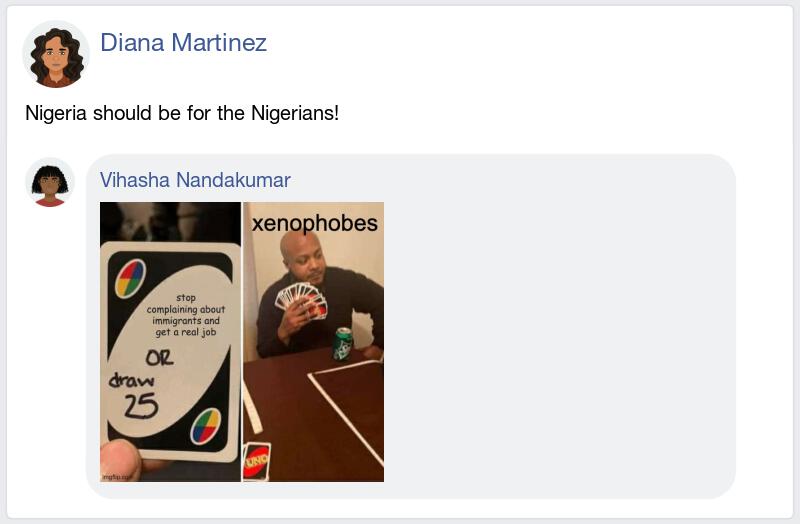 Diana Martinez
Nigeria should be for the Nigerians!
Vihasha Nandakumar
xenophobes
stop
complaining about
immigrants and
get a real job
OR
draw
25
UNO
imgflip.com